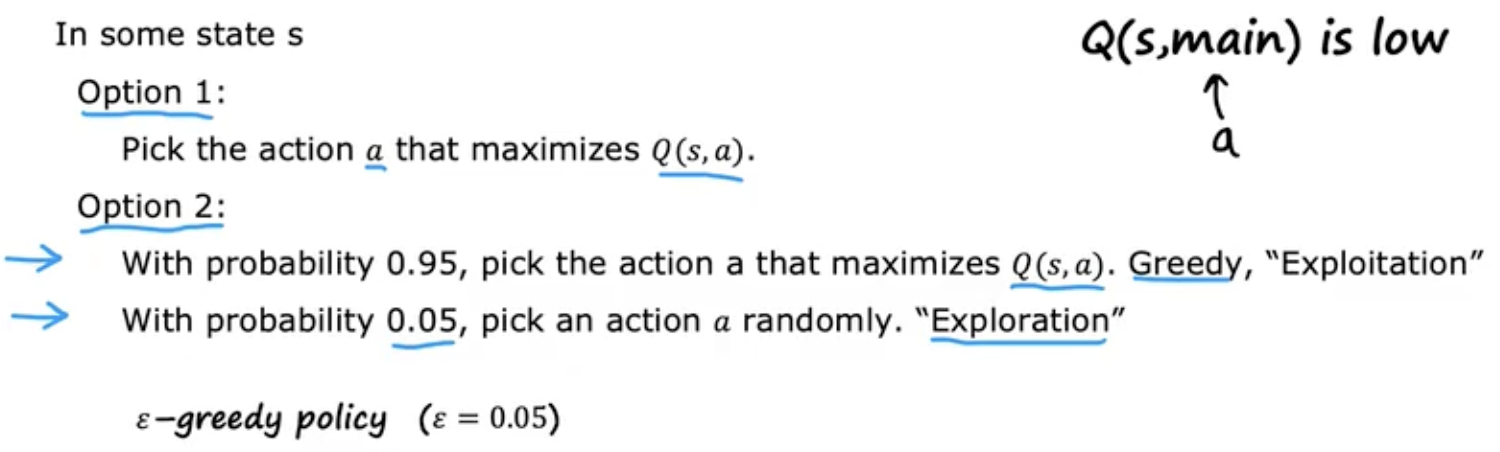 In some state s
Q(s,main) is low
↑
a
Option 1:
Pick the action a that maximizes Q(s, a).
Option 2:
→ With probability 0.95, pick the action a that maximizes Q(s, a). Greedy, “Exploitation”
→ With probability 0.05, pick an action a randomly. “Exploration”
ε-greedy policy (ε = 0.05)